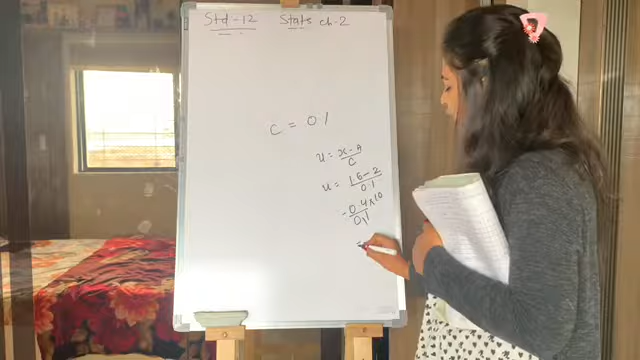 Std-12 Stats ch-2
C = 0.1
u = x-A/C
u = 1.6-2/0.1
= -0.4×10/0.1